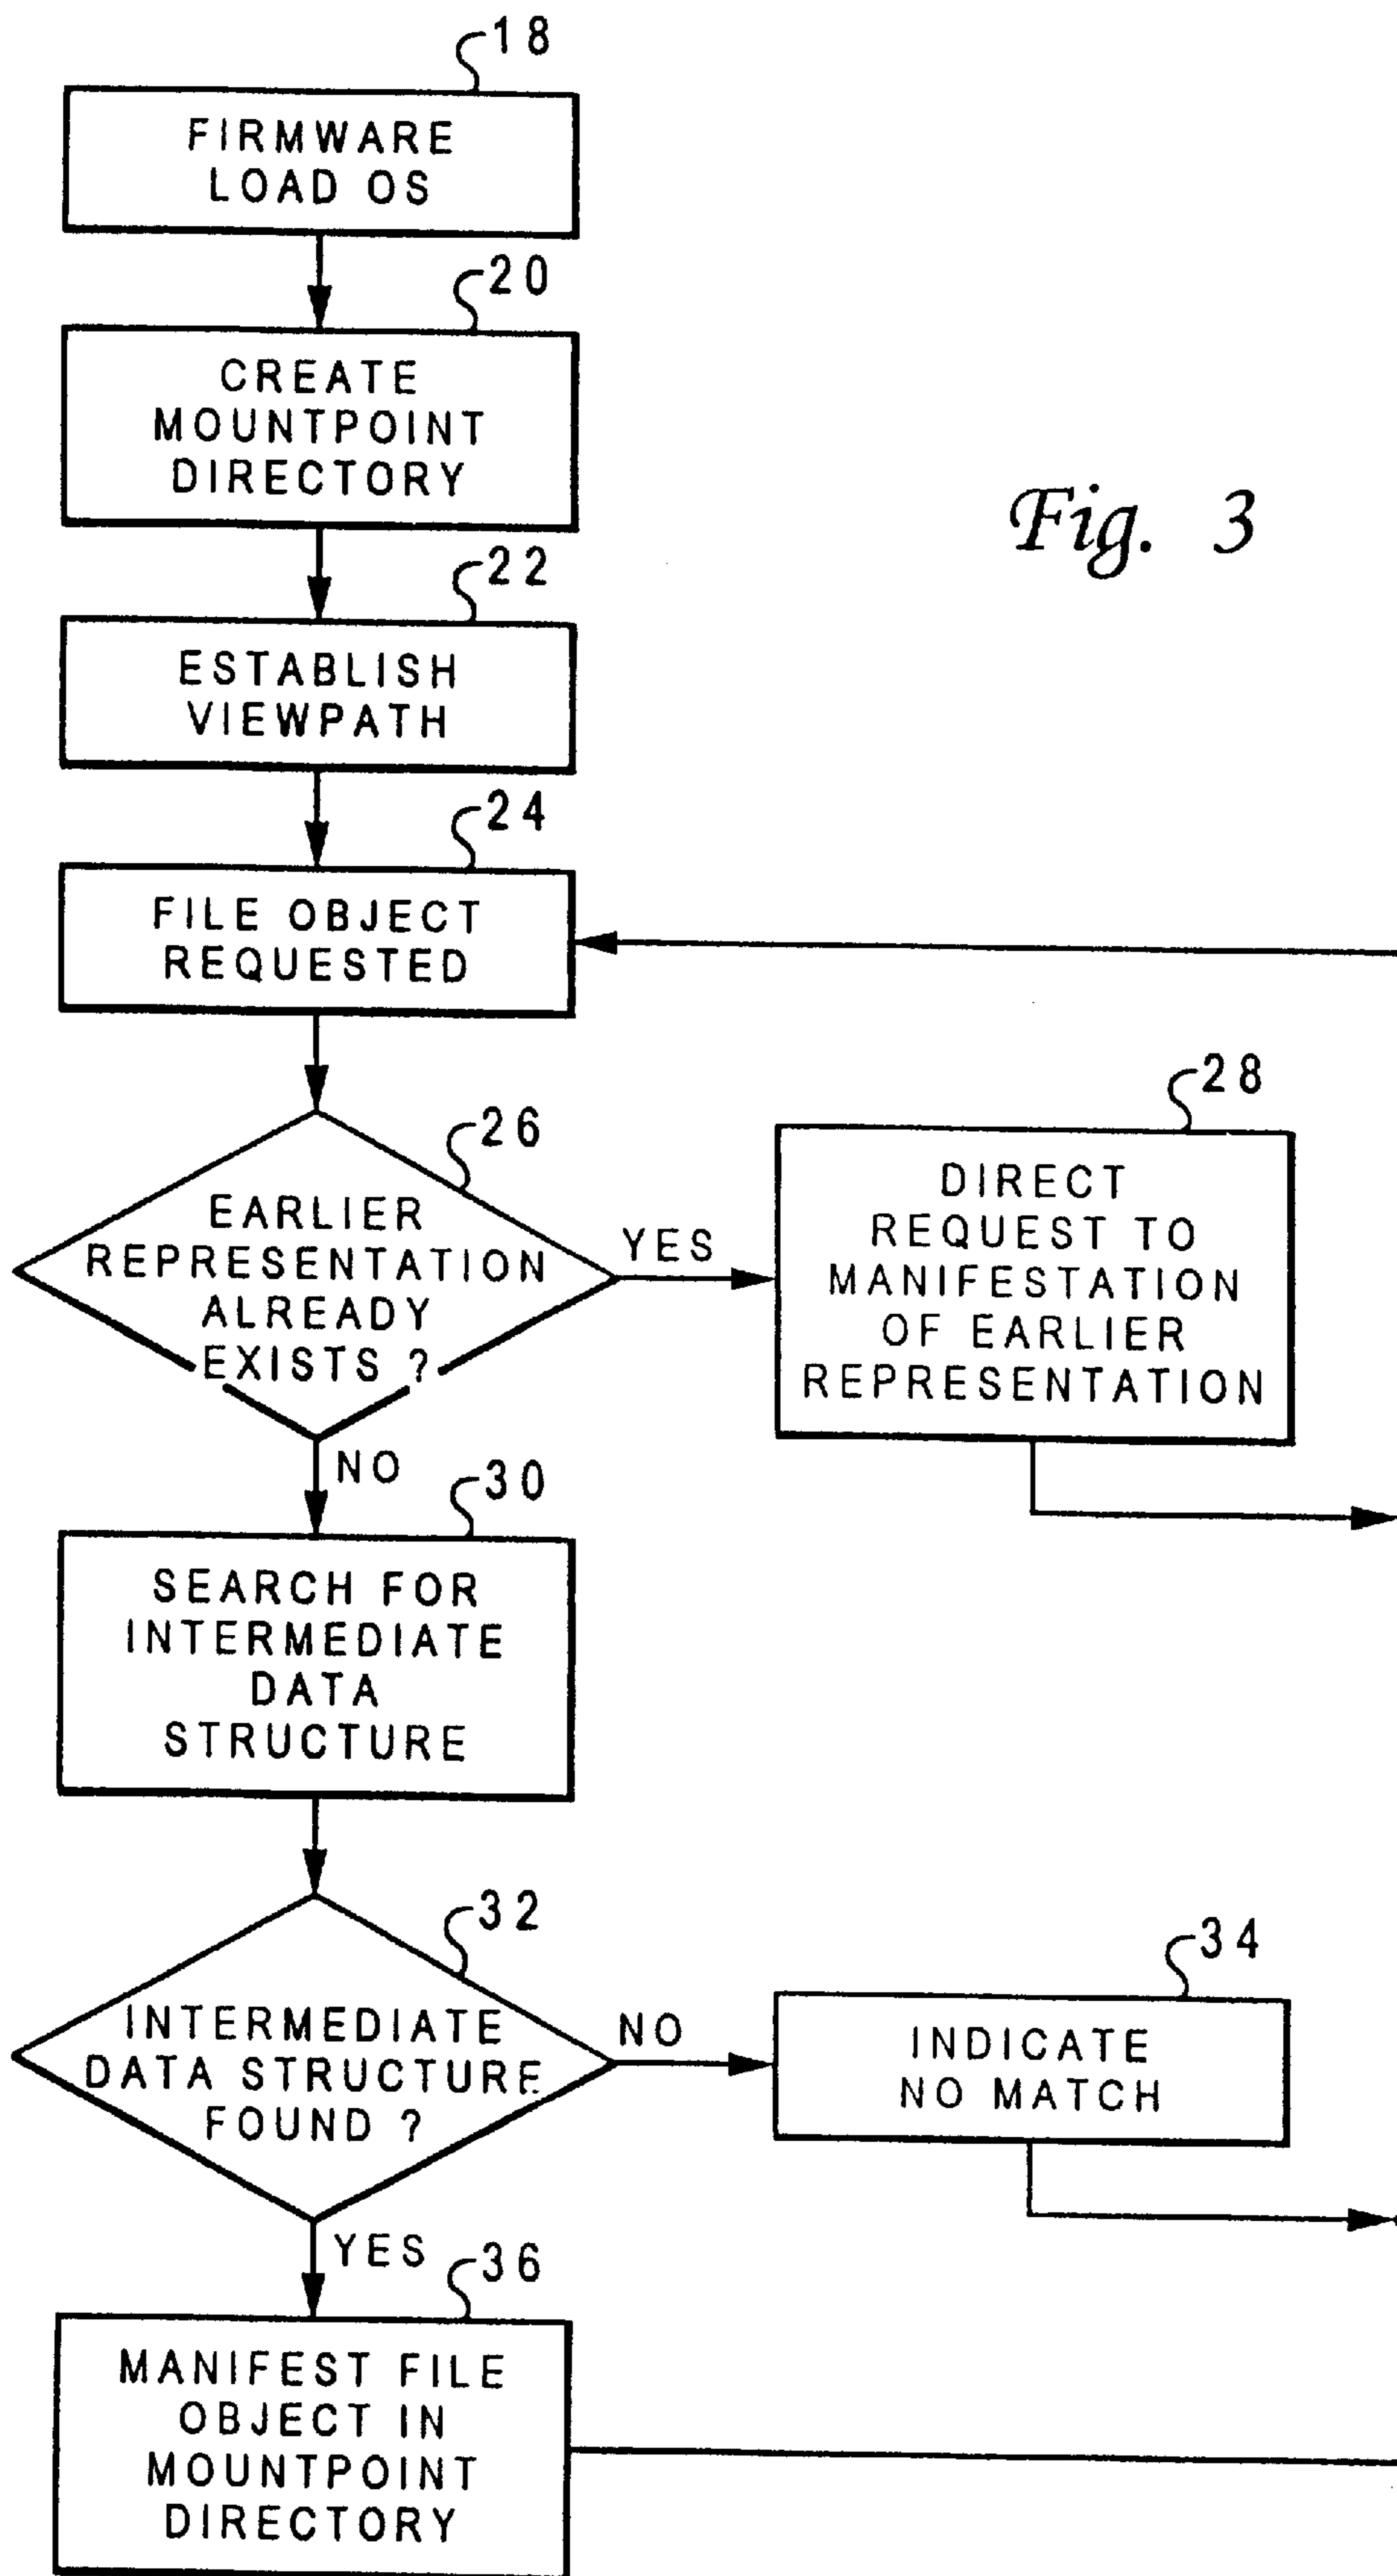 18
FIRMWARE
LOAD OS
20
CREATE
MOUNTPOINT
DIRECTORY
Fig. 3
22
ESTABLISH
VIEWPATH
24
FILE OBJECT
REQUESTED
26
EARLIER
REPRESENTATION
ALREADY
EXISTS ?
YES
28
DIRECT
REQUEST TO
MANIFESTATION
OF EARLIER
REPRESENTATION
NO
30
SEARCH FOR
INTERMEDIATE
DATA
STRUCTURE
32
INTERMEDIATE
DATA STRUCTURE
FOUND ?
NO
34
INDICATE
NO MATCH
YES
36
MANIFEST FILE
OBJECT IN
MOUNTPOINT
DIRECTORY